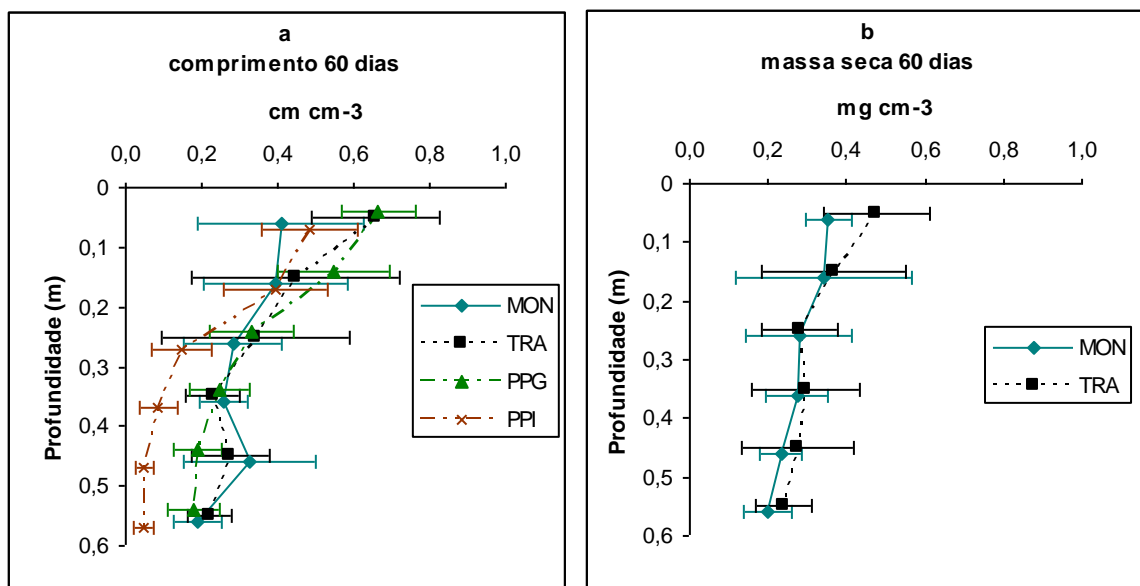 a
comprimento 60 dias
cm cm-3
0,0 0,2 0,4 0,6 0,8 1,0
0
0,1
0,2
0,3
0,4
0,5
0,6
Profundidade (m)
MON
TRA
PPG
PPI
b
massa seca 60 dias
mg cm-3
0,0 0,2 0,4 0,6 0,8 1,0
0
0,1
0,2
0,3
0,4
0,5
0,6
Profundidade (m)
MON
TRA